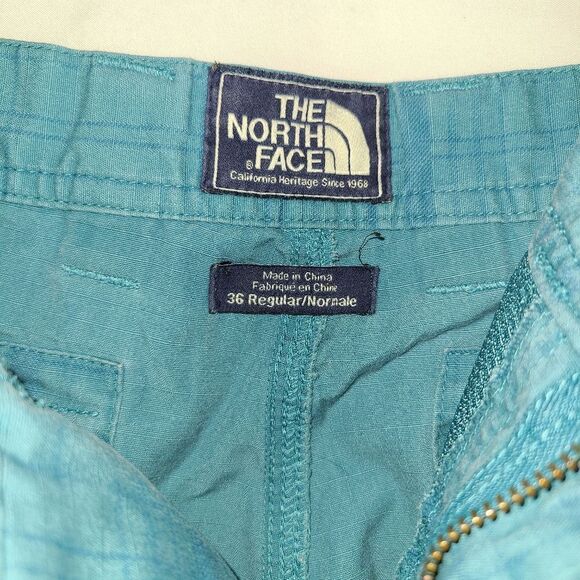 THE
NORTH
FACE
®
California Heritage Since 1968
Made in China
Fabriqué en Chine
36 Regular/Normale